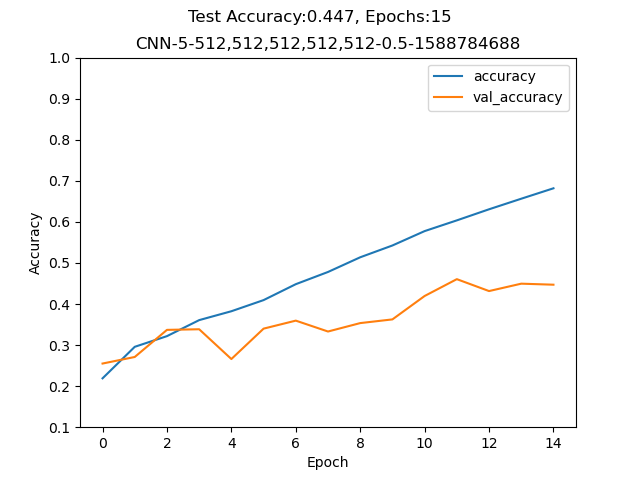 Test Accuracy:0.447, Epochs:15
CNN-5-512,512,512,512,512-0.5-1588784688
1.0
0.9
0.8
0.7
0.6
0.5
0.4
0.3
0.2
0.1
Accuracy
accuracy
val_accuracy
0 2 4 6 8 10 12 14
Epoch